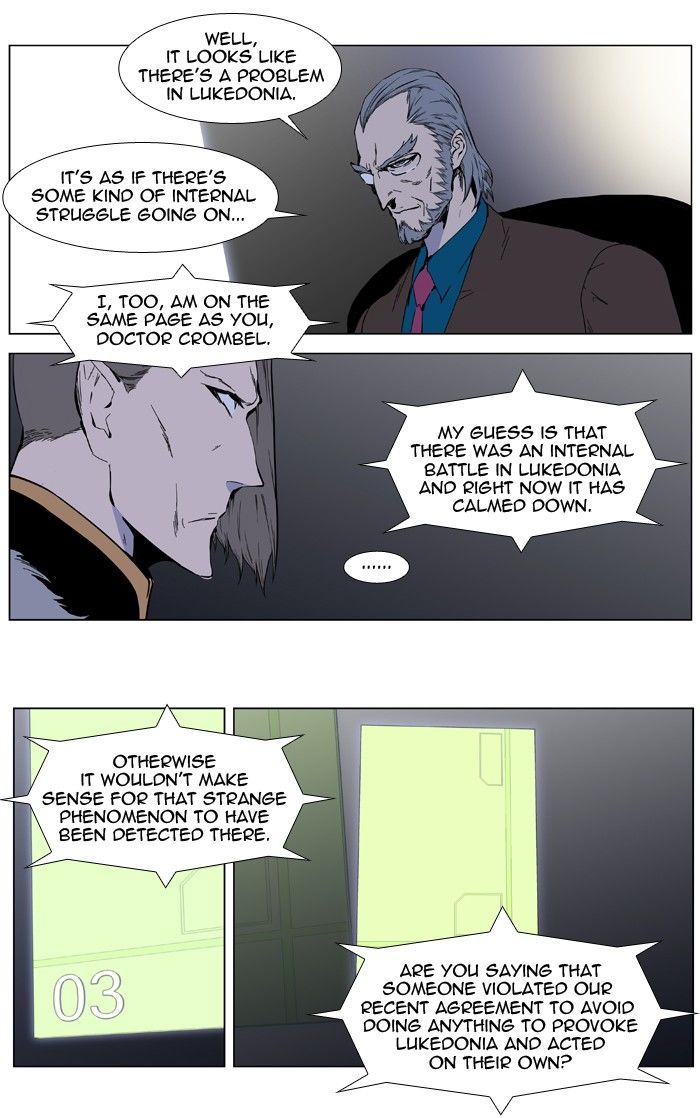 WELL,
IT LOOKS LIKE
THERE'S A PROBLEM
IN LUKEDONIA.
IT'S AS IF THERE'S
SOME KIND OF INTERNAL
STRUGGLE GOING ON...
I, TOO, AM ON THE
SAME PAGE AS YOU,
DOCTOR CROMBEL.
MY GUESS IS THAT
THERE WAS AN INTERNAL
BATTLE IN LUKEDONIA
AND RIGHT NOW IT HAS
CALMED DOWN.
......
OTHERWISE
IT WOULDN'T MAKE
SENSE FOR THAT STRANGE
PHENOMENON TO HAVE
BEEN DETECTED THERE.
03
ARE YOU SAYING THAT
SOMEONE VIOLATED OUR
RECENT AGREEMENT TO AVOID
DOING ANYTHING TO PROVOKE
LUKEDONIA AND ACTED
ON THEIR OWN?